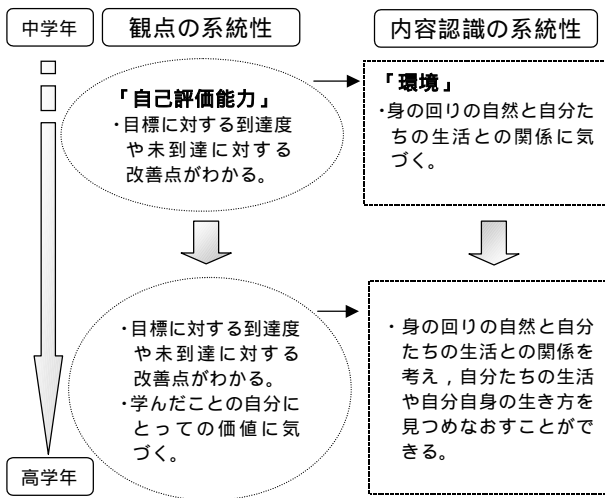 中学年
観点の系統性
内容認識の系統性
「自己評価能力」
・目標に対する到達度
や未到達に対する
改善点がわかる。
「環境」
・身の回りの自然と自分た
ちの生活との関係に気
づく。
・目標に対する到達度
や未到達に対する
改善点がわかる。
・学んだことの自分に
とっての価値に気
づく。
・身の回りの自然と自分
たちの生活との関係を
考え，自分たちの生活
や自分自身の生き方を
見つめなおすことがで
きる。
高学年